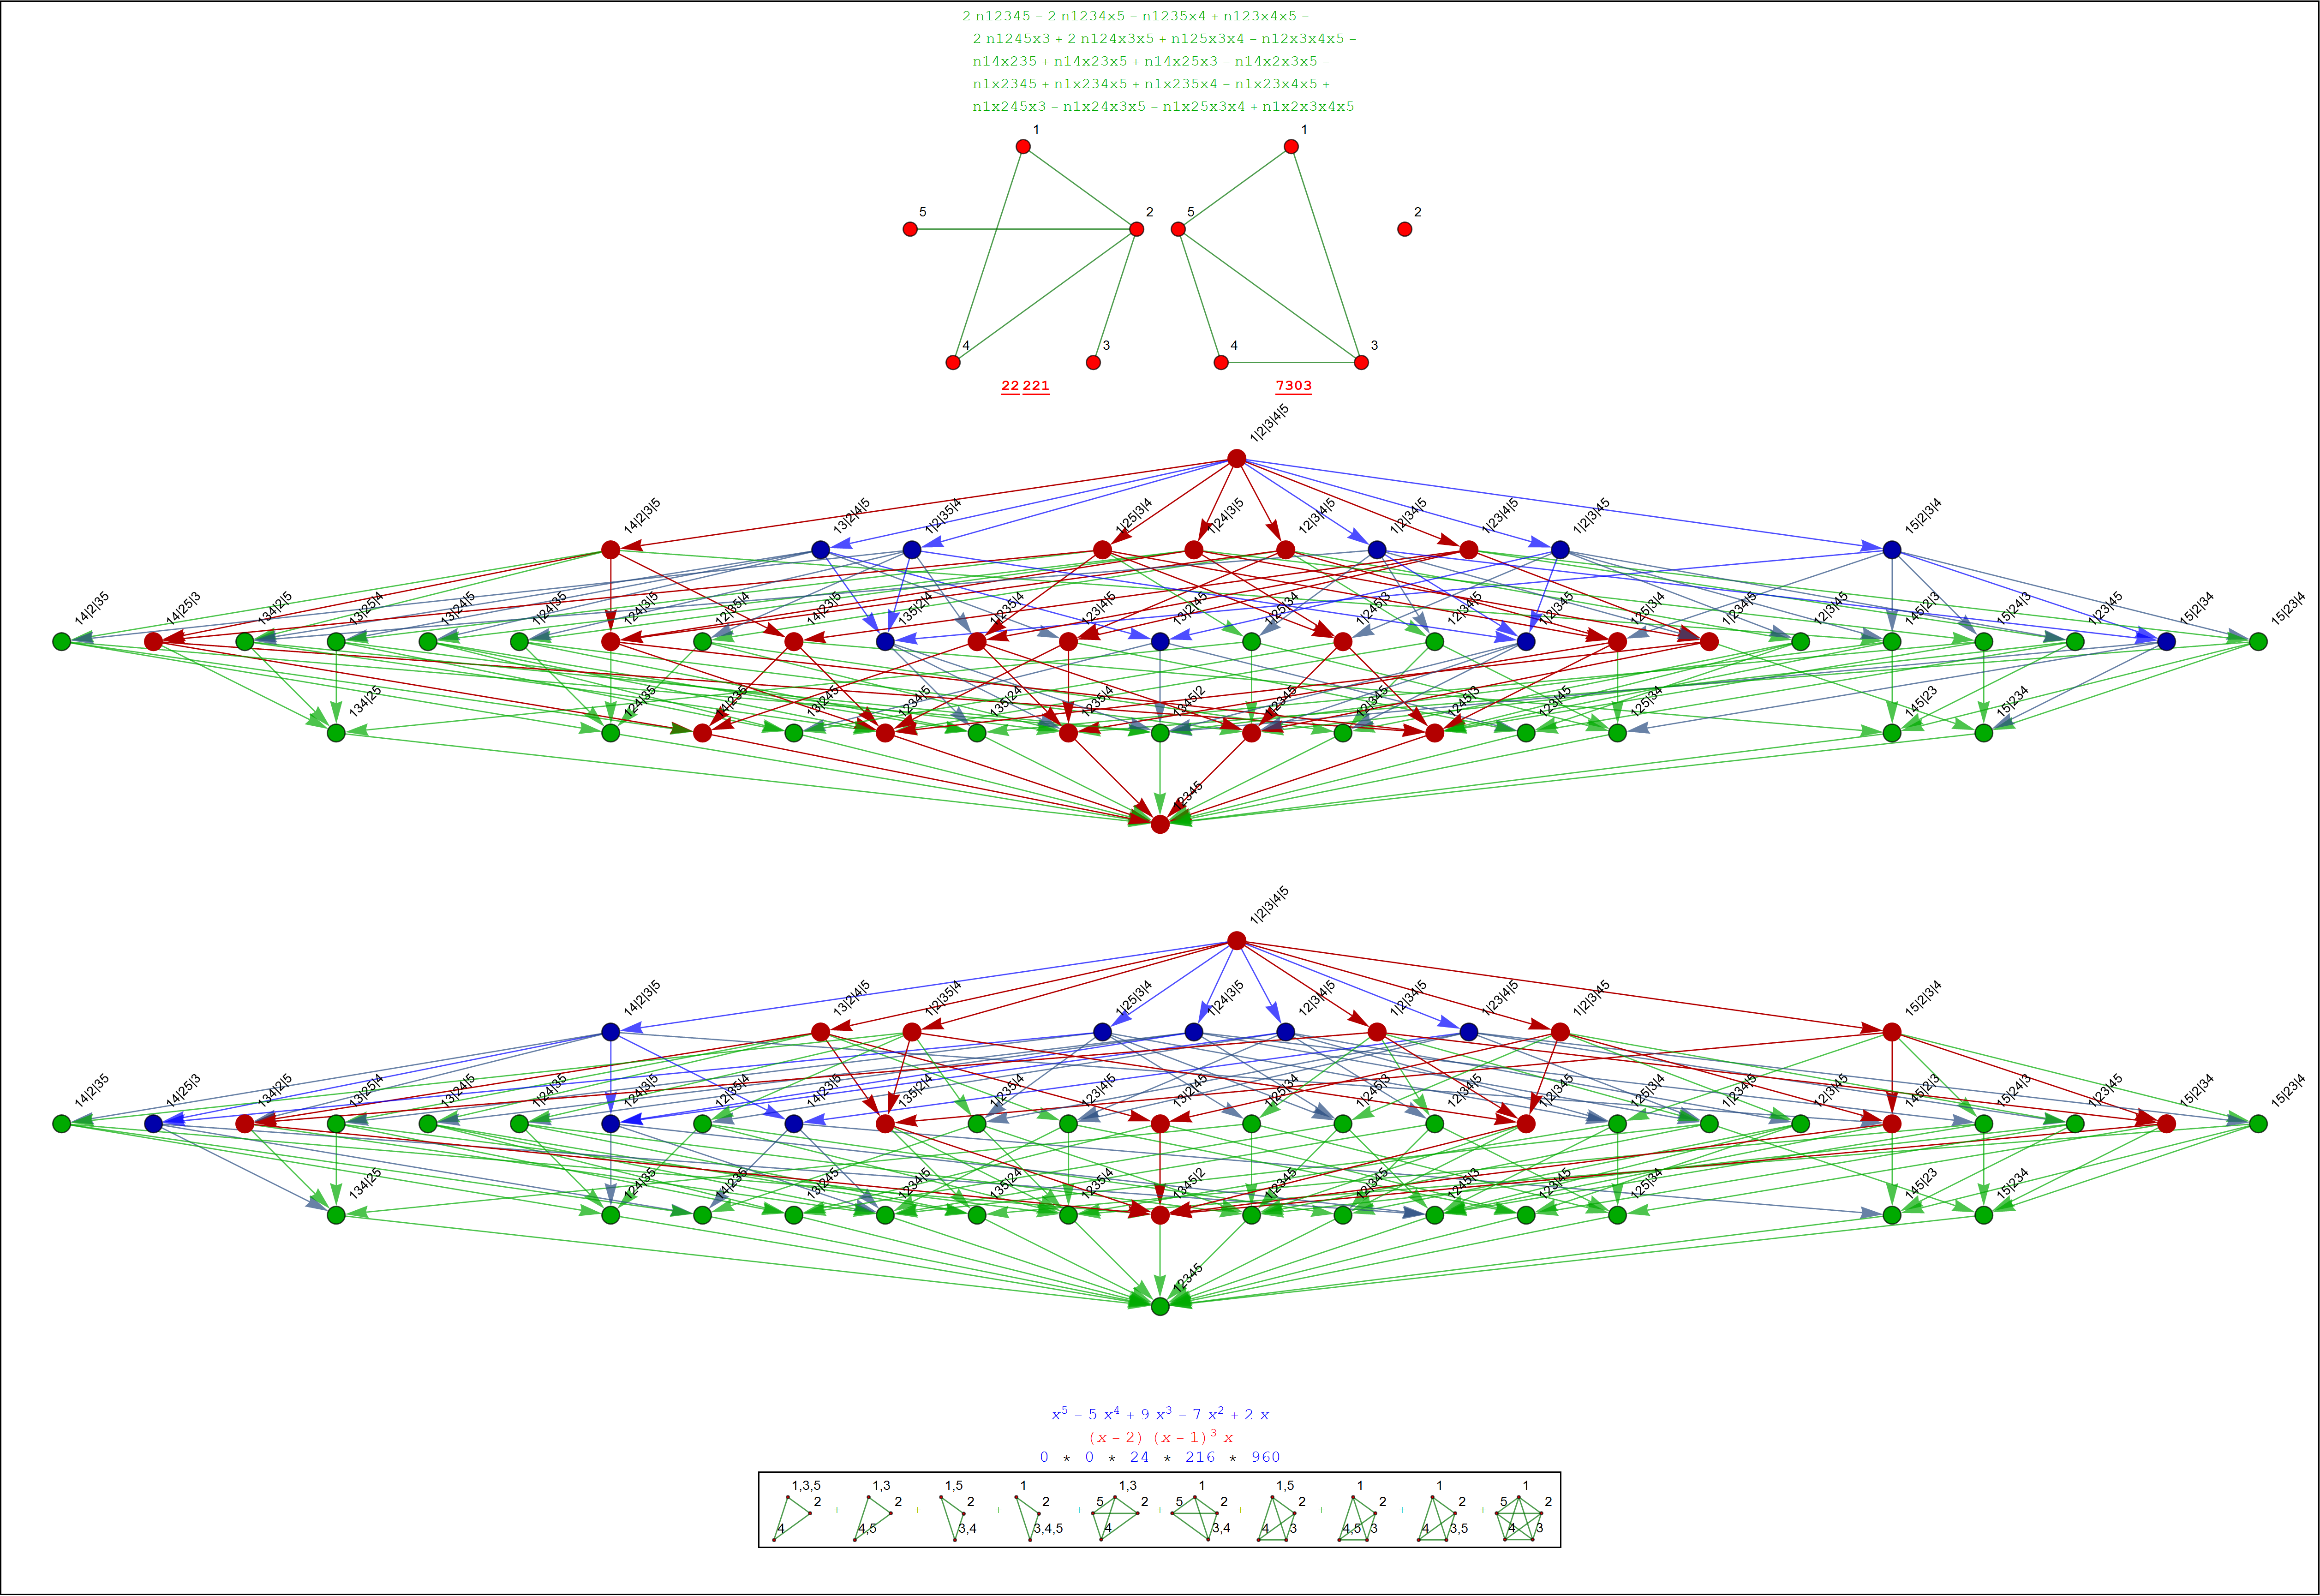 2 n12345 − 2 n1234x5 − n1235x4 + n123x4x5 −
2 n1245x3 + 2 n124x3x5 + n125x3x4 − n12x3x4x5 −
n14x235 + n14x23x5 + n14x25x3 − n14x2x3x5 −
n1x2345 + n1x234x5 + n1x235x4 − n1x23x4x5 +
n1x245x3 − n1x24x3x5 − n1x25x3x4 + n1x2x3x4x5
1 1
5 2 5 2
4 3 4 3
22 221 7303
1|2|3|4|5
14|2|3|5 13|2|4|5 1|2|35|4 1|25|3|4 1|24|3|5 12|3|4|5 1|2|34|5 1|23|4|5 1|2|3|45 15|2|3|4
14|2|35 14|25|3 134|2|5 13|25|4 13|24|5 1|24|35 124|3|5 12|35|4 14|23|5 135|2|4 1|235|4 123|4|5 13|2|45 1|25|34 1|245|3 12|34|5 1|2|345 125|3|4 1|234|5 12|3|45 145|2|3 15|24|3 1|23|45 15|2|34 15|23|4
134|25 124|35 14|235 13|245 1234|5 135|24 1235|4 1345|2 1|2345 12|345 1245|3 123|45 125|34 145|23 15|234
12345
1|2|3|4|5
14|2|3|5 13|2|4|5 1|2|35|4 1|25|3|4 1|24|3|5 12|3|4|5 1|2|34|5 1|23|4|5 1|2|3|45 15|2|3|4
14|2|35 14|25|3 134|2|5 13|25|4 13|24|5 1|24|35 124|3|5 12|35|4 14|23|5 135|2|4 1|235|4 123|4|5 13|2|45 1|25|34 1|245|3 12|34|5 1|2|345 125|3|4 1|234|5 12|3|45 145|2|3 15|24|3 1|23|45 15|2|34 15|23|4
134|25 124|35 14|235 13|245 1234|5 135|24 1235|4 1345|2 1|2345 12|345 1245|3 123|45 125|34 145|23 15|234
12345
x⁵ − 5 x⁴ + 9 x³ − 7 x² + 2 x
(x − 2) (x − 1)³ x
0 * 0 * 24 * 216 * 960
1,3,5 1,3 1,5 1 1,3 1 1,5 1 1 1
2 2 2 2 5 2 5 2 2 2 2 5 2
+ + + + + + + + +
4 4,5 3,4 3,4,5 4 3,4 4 3 4,5 3 4 3,5 4 3